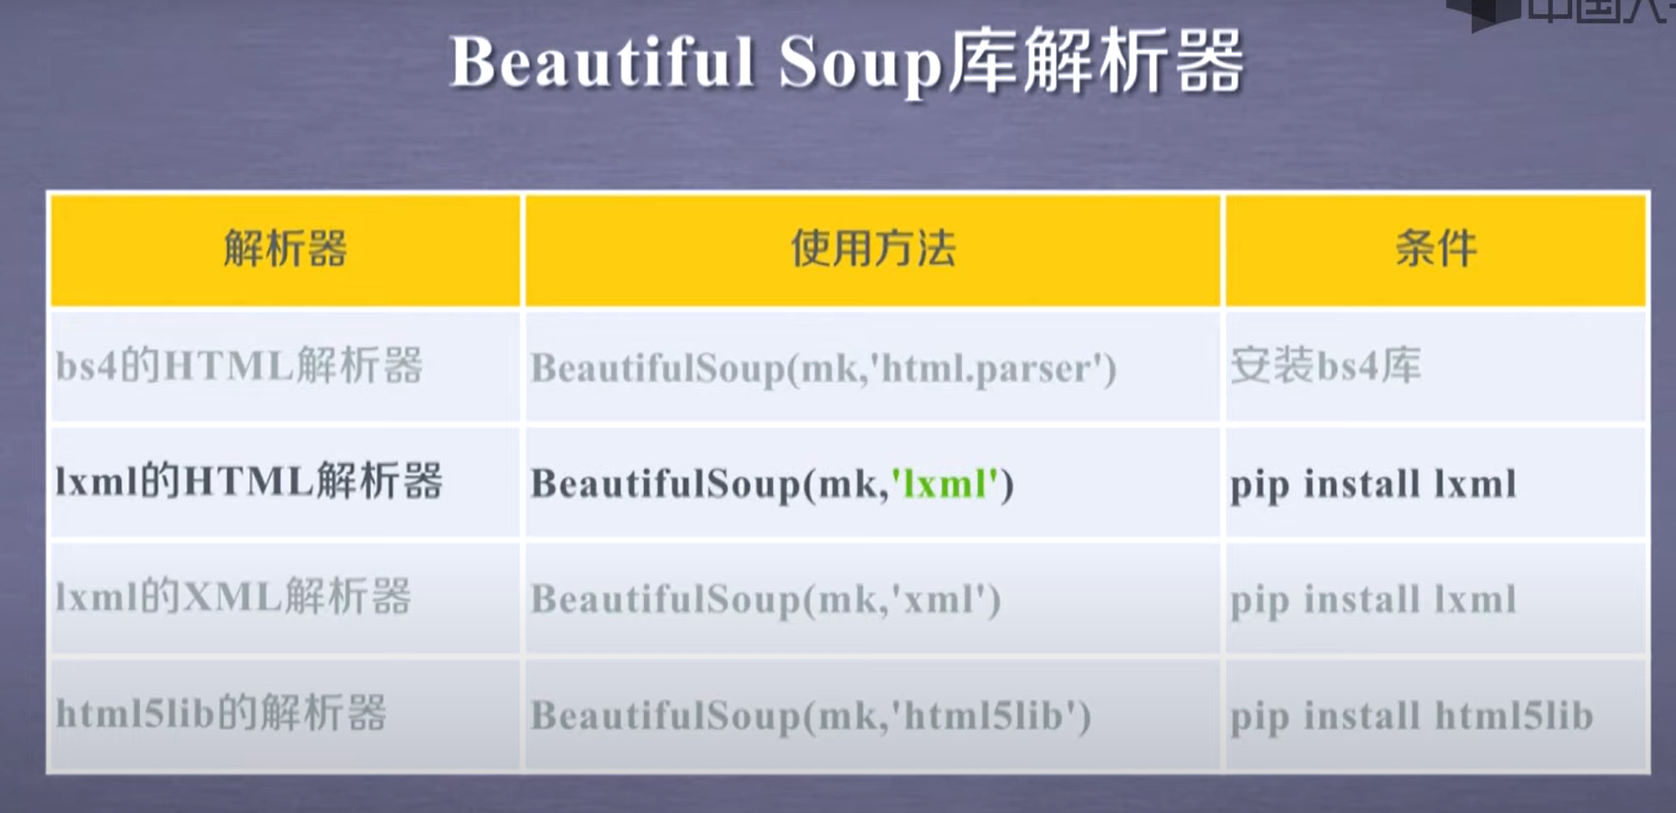 中国大
Beautiful Soup库解析器
解析器 使用方法 条件
bs4的HTML解析器 BeautifulSoup(mk,'html.parser') 安装bs4库
lxml的HTML解析器 BeautifulSoup(mk,'lxml') pip install lxml
lxml的XML解析器 BeautifulSoup(mk,'xml') pip install lxml
html5lib的解析器 BeautifulSoup(mk,'html5lib') pip install html5lib